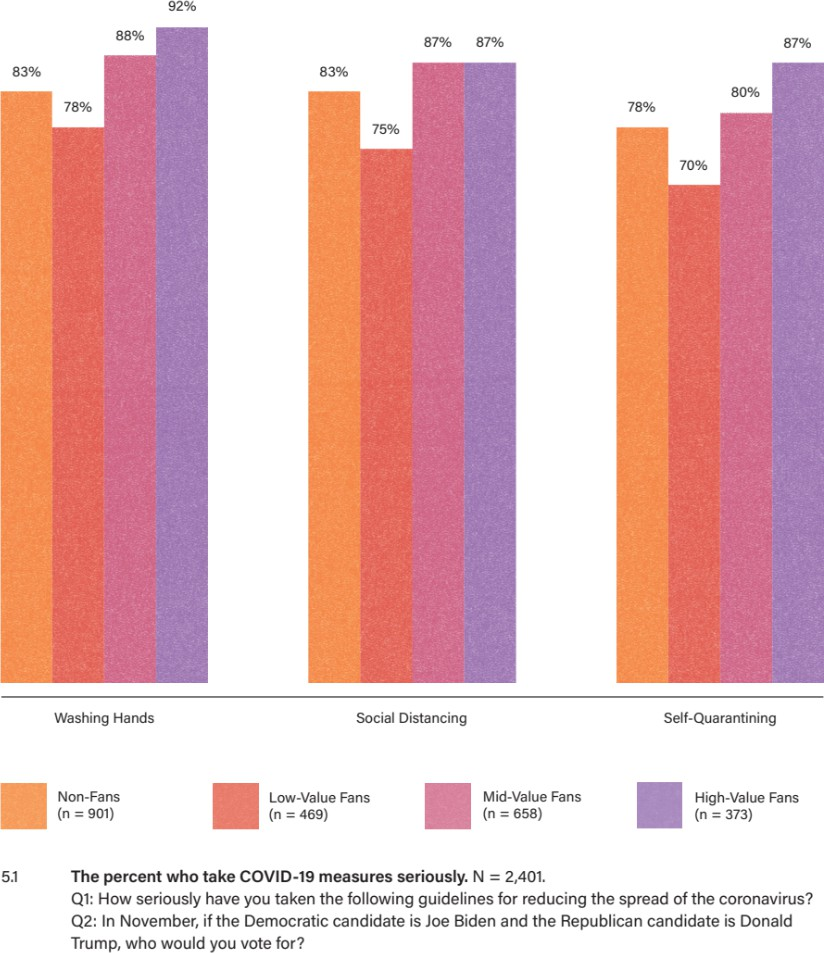 92%
88%
83%
78%
87%
87%
83%
75%
87%
80%
78%
70%
Washing Hands
Social Distancing
Self-Quarantining
Non-Fans
(n = 901)
Low-Value Fans
(n = 469)
Mid-Value Fans
(n = 658)
High-Value Fans
(n = 373)
5.1 The percent who take COVID-19 measures seriously. N = 2,401.
Q1: How seriously have you taken the following guidelines for reducing the spread of the coronavirus?
Q2: In November, if the Democratic candidate is Joe Biden and the Republican candidate is Donald
Trump, who would you vote for?